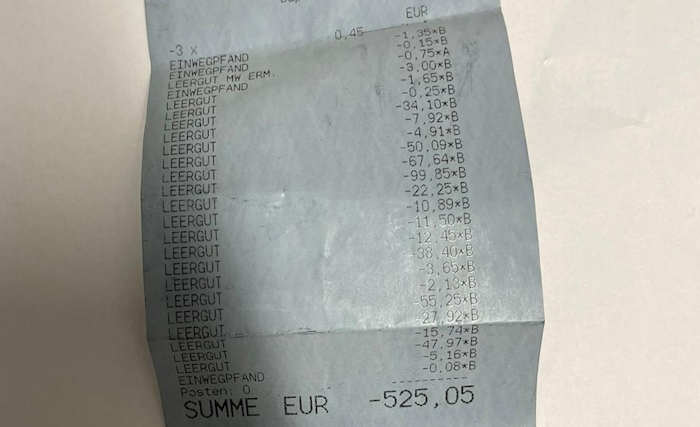 EUR
-3 x 0,45
EINWEGPFAND -1,35*B
EINWEGPFAND -0,15*B
LEERGUT MW ERM. -0,75*A
EINWEGPFAND -3,00*B
LEERGUT -1,65*B
LEERGUT -0,25*B
LEERGUT -34,10*B
LEERGUT -7,92*B
LEERGUT -4,91*B
LEERGUT -50,09*B
LEERGUT -67,64*B
LEERGUT -99,85*B
LEERGUT -22,25*B
LEERGUT -10,89*B
LEERGUT -11,50*B
LEERGUT -12,45*B
LEERGUT -38,40*B
LEERGUT -3,65*B
LEERGUT -2,13*B
LEERGUT -55,25*B
LEERGUT -27,92*B
LEERGUT -15,74*B
LEERGUT -47,97*B
LEERGUT -5,16*B
EINWEGPFAND -0,08*B
Posten: 0
SUMME EUR -525,05